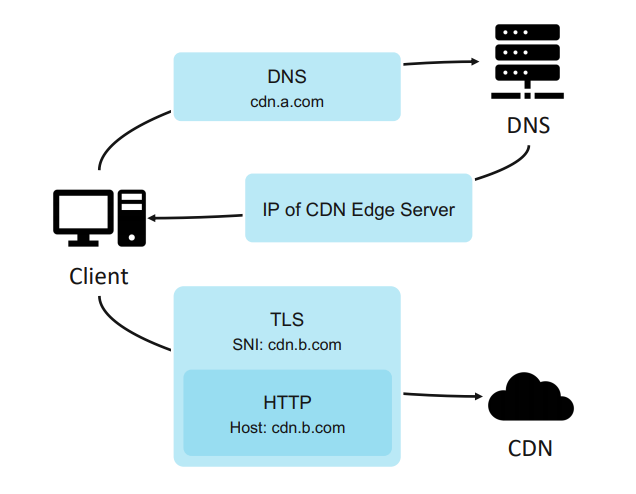 DNS
cdn.a.com
DNS
IP of CDN Edge Server
Client
TLS
SNI: cdn.b.com
HTTP
Host: cdn.b.com
CDN